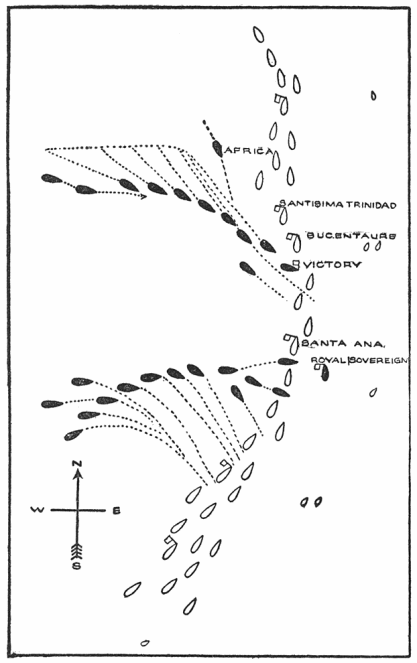 AFRICA
SANTISIMA TRINIDAD
BUCENTAURE
VICTORY
SANTA ANA.
ROYAL SOVEREIGN
N
W E
S